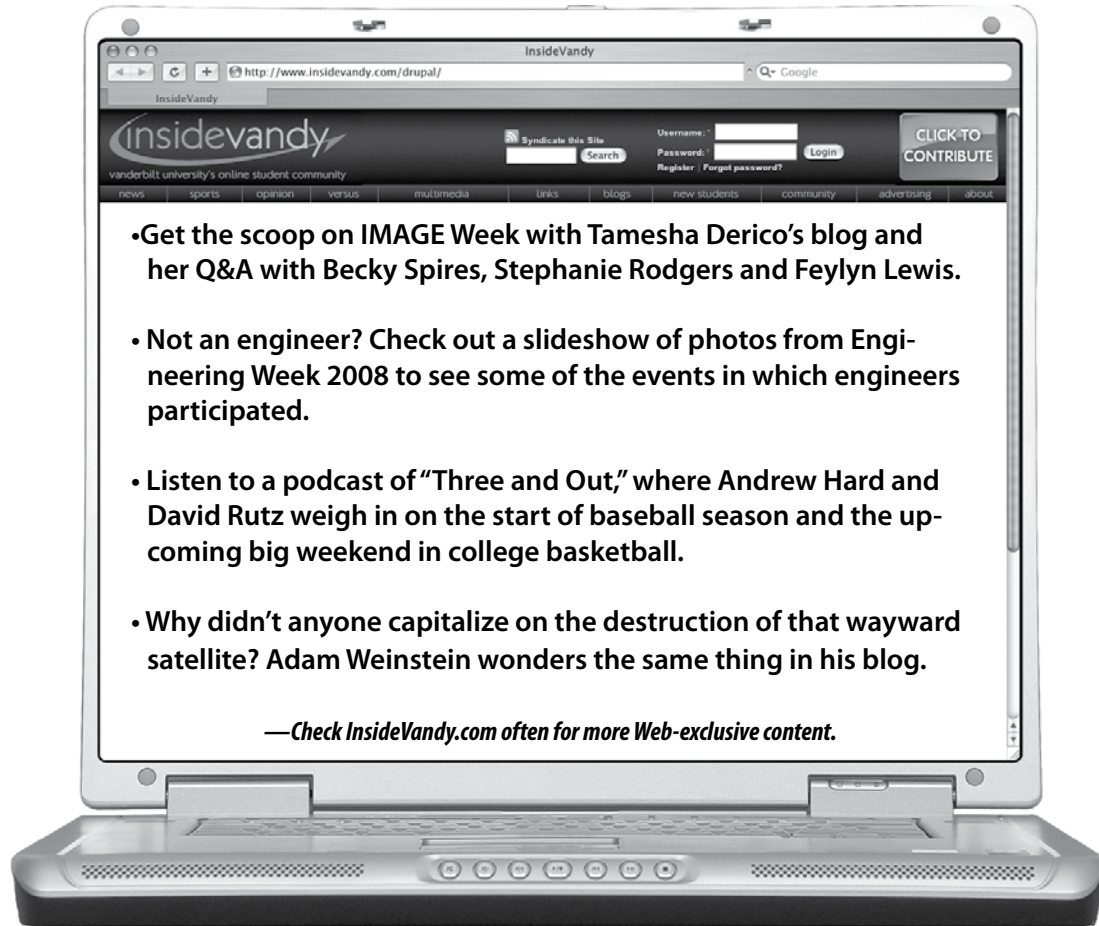 InsideVandy
http://www.insidevandy.com/drupal/
Google
InsideVandy
insidevandy
vanderbilt university's online student community
Syndicate this Site
Search
Username: *
Password: *
Login
Register | Forgot password?
CLICK TO
CONTRIBUTE
news sports opinion versus multimedia links blogs new students community advertising about
•Get the scoop on IMAGE Week with Tamesha Derico’s blog and
her Q&A with Becky Spires, Stephanie Rodgers and Feylyn Lewis.
• Not an engineer? Check out a slideshow of photos from Engi-
neering Week 2008 to see some of the events in which engineers
participated.
• Listen to a podcast of “Three and Out,” where Andrew Hard and
David Rutz weigh in on the start of baseball season and the up-
coming big weekend in college basketball.
• Why didn’t anyone capitalize on the destruction of that wayward
satellite? Adam Weinstein wonders the same thing in his blog.
—Check InsideVandy.com often for more Web-exclusive content.